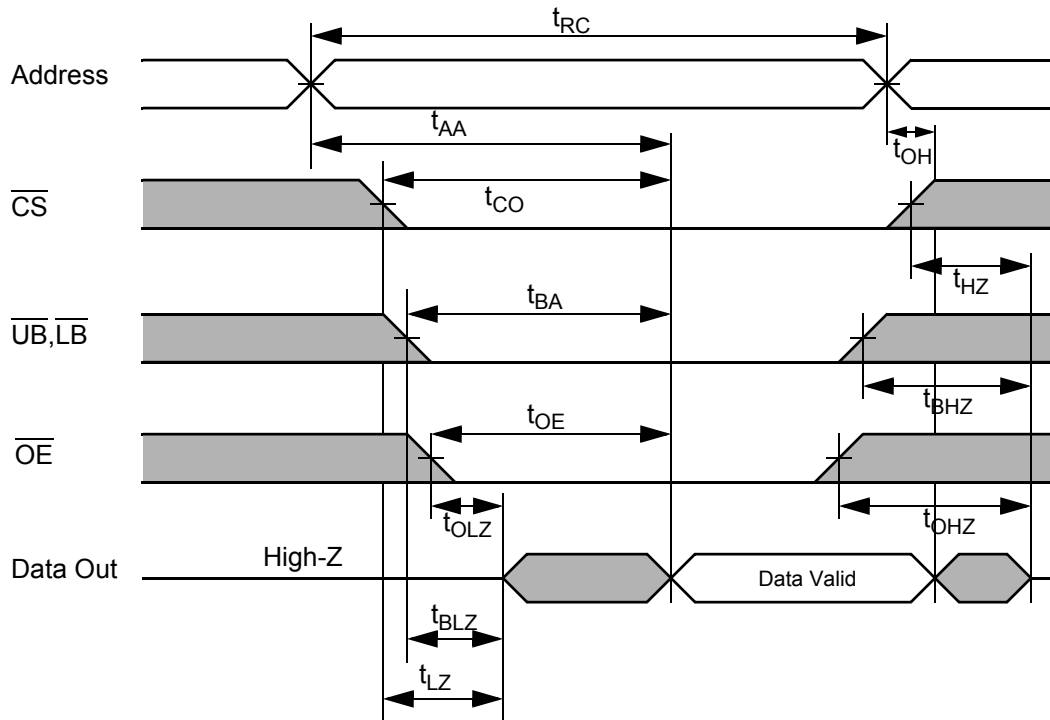 tRC
Address
tAA
tOH
CS
tCO
tHZ
UB,LB
tBA
tBHZ
OE
tOE
tOLZ
tOHZ
Data Out
High-Z
Data Valid
tBLZ
tLZ